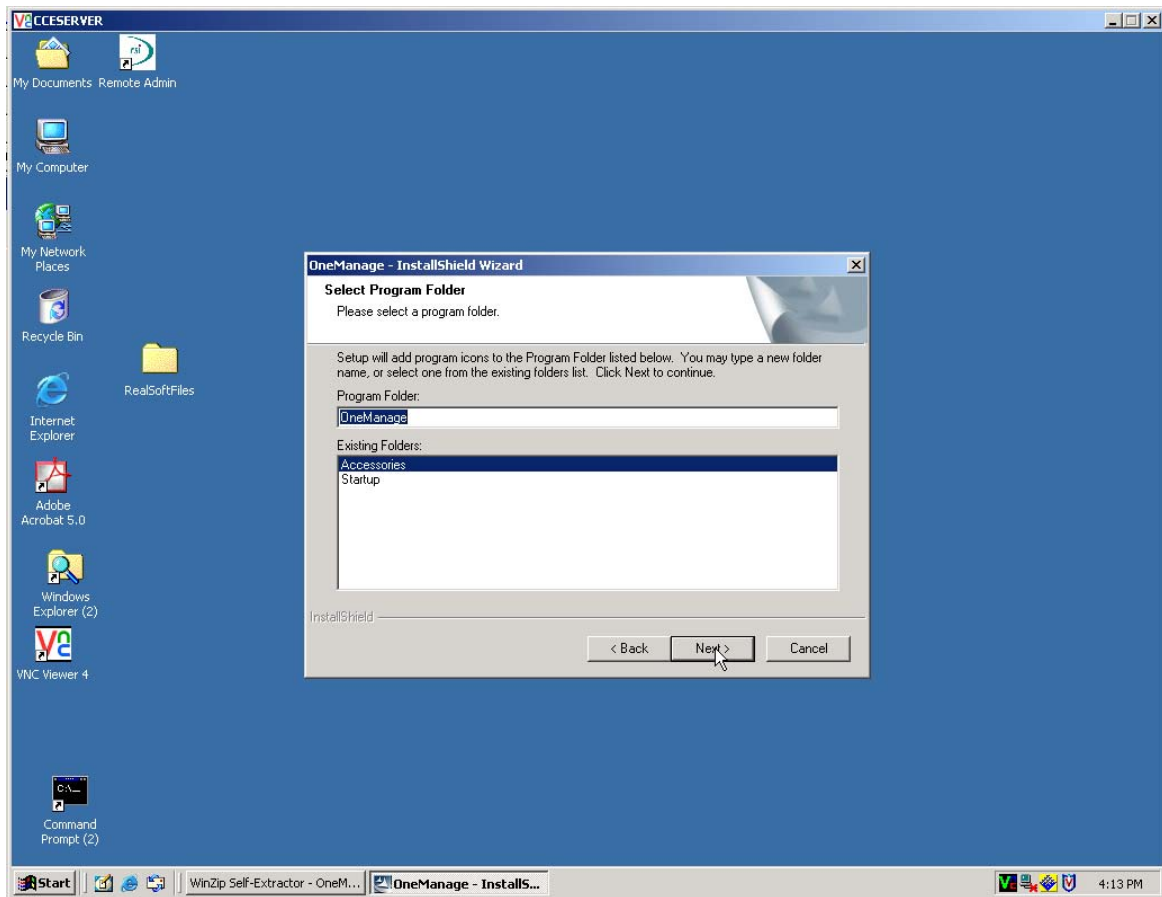 CCESERVER
My Documents
Remote Admin
rsi
My Computer
My Network
Places
Recycle Bin
RealSoftFiles
Internet
Explorer
Adobe
Acrobat 5.0
Windows
Explorer (2)
VNC Viewer 4
C:\_
Command
Prompt (2)
OneManage - InstallShield Wizard
Select Program Folder
Please select a program folder.
Setup will add program icons to the Program Folder listed below. You may type a new folder
name, or select one from the existing folders list. Click Next to continue.
Program Folder:
OneManage
Existing Folders:
Accessories
Startup
InstallShield
< Back
Next >
Cancel
Start
WinZip Self-Extractor - OneM...
OneManage - InstallS...
4:13 PM